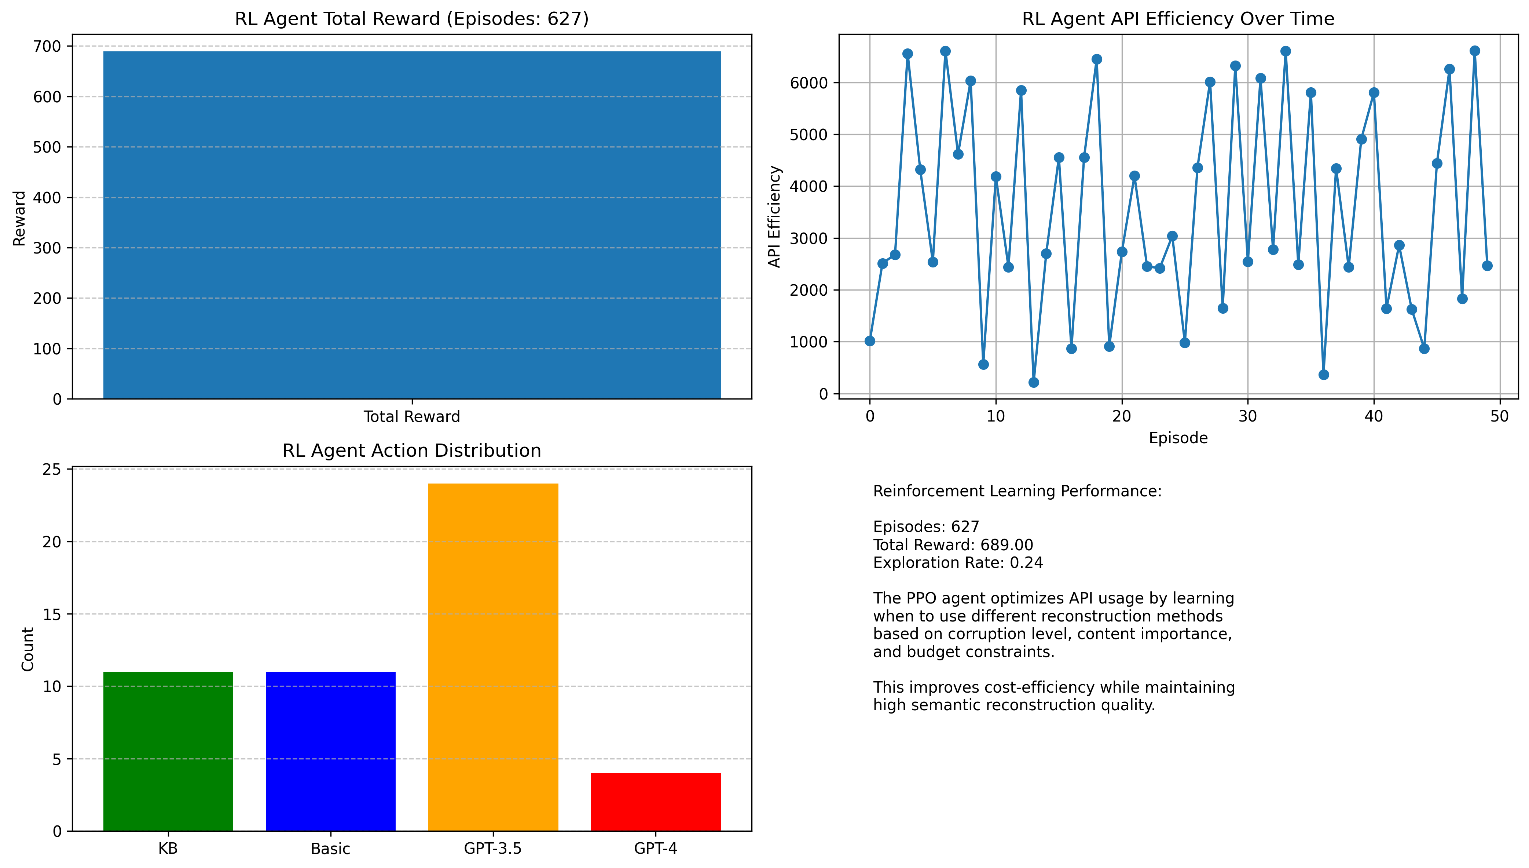 RL Agent Total Reward (Episodes: 627)
Reward
700
600
500
400
300
200
100
0
Total Reward
RL Agent API Efficiency Over Time
API Efficiency
6000
5000
4000
3000
2000
1000
0
0 10 20 30 40 50
Episode
RL Agent Action Distribution
Count
25
20
15
10
5
0
KB Basic GPT-3.5 GPT-4
Reinforcement Learning Performance:
Episodes: 627
Total Reward: 689.00
Exploration Rate: 0.24
The PPO agent optimizes API usage by learning
when to use different reconstruction methods
based on corruption level, content importance,
and budget constraints.
This improves cost-efficiency while maintaining
high semantic reconstruction quality.